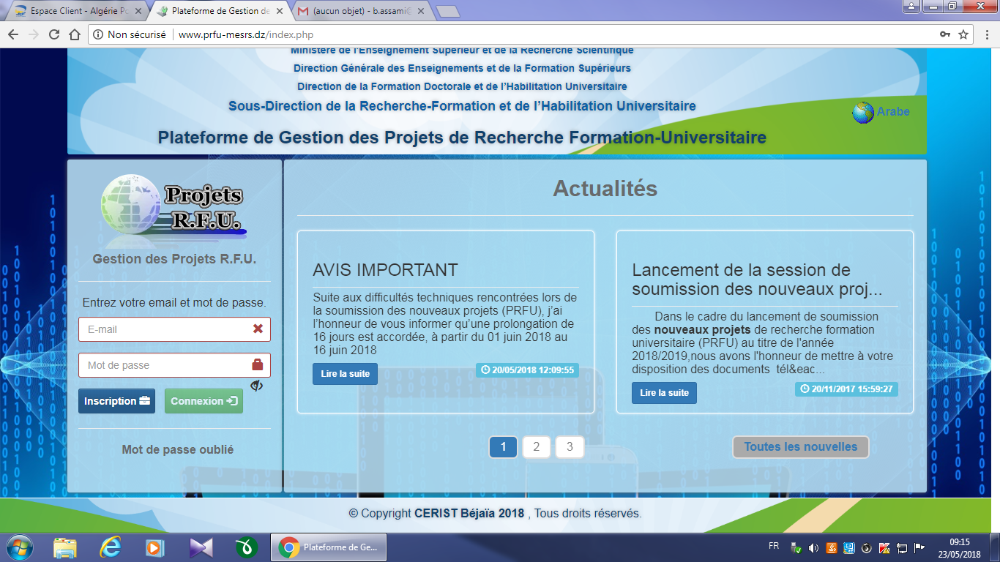 Espace Client - Algérie Po
Plateforme de Gestion de
(aucun objet) - b.assami@
Non sécurisé
www.prfu-mesrs.dz/index.php
Ministère de l'Enseignement Supérieur et de la Recherche Scientifique
Direction Générale des Enseignements et de la Formation Supérieurs
Direction de la Formation Doctorale et de l'Habilitation Universitaire
Sous-Direction de la Recherche-Formation et de l'Habilitation Universitaire
Arabe
Plateforme de Gestion des Projets de Recherche Formation-Universitaire
Projets
R.F.U.
Gestion des Projets R.F.U.
Entrez votre email et mot de passe.
E-mail
Mot de passe
Inscription
Connexion
Mot de passe oublié
Actualités
AVIS IMPORTANT
Suite aux difficultés techniques rencontrées lors de
la soumission des nouveaux projets (PRFU), j'ai
l'honneur de vous informer qu'une prolongation de
16 jours est accordée, à partir du 01 juin 2018 au
16 juin 2018
Lire la suite
20/05/2018 12:09:55
Lancement de la session de
soumission des nouveaux proj...
Dans le cadre du lancement de soumission
des nouveaux projets de recherche formation
universitaire (PRFU) au titre de l'année
2018/2019,nous avons l'honneur de mettre à votre
disposition des documents tél&eac...
Lire la suite
20/11/2017 15:59:27
1
2
3
Toutes les nouvelles
© Copyright CERIST Béjaïa 2018 , Tous droits réservés.
Plateforme de Ge...
FR
09:15
23/05/2018